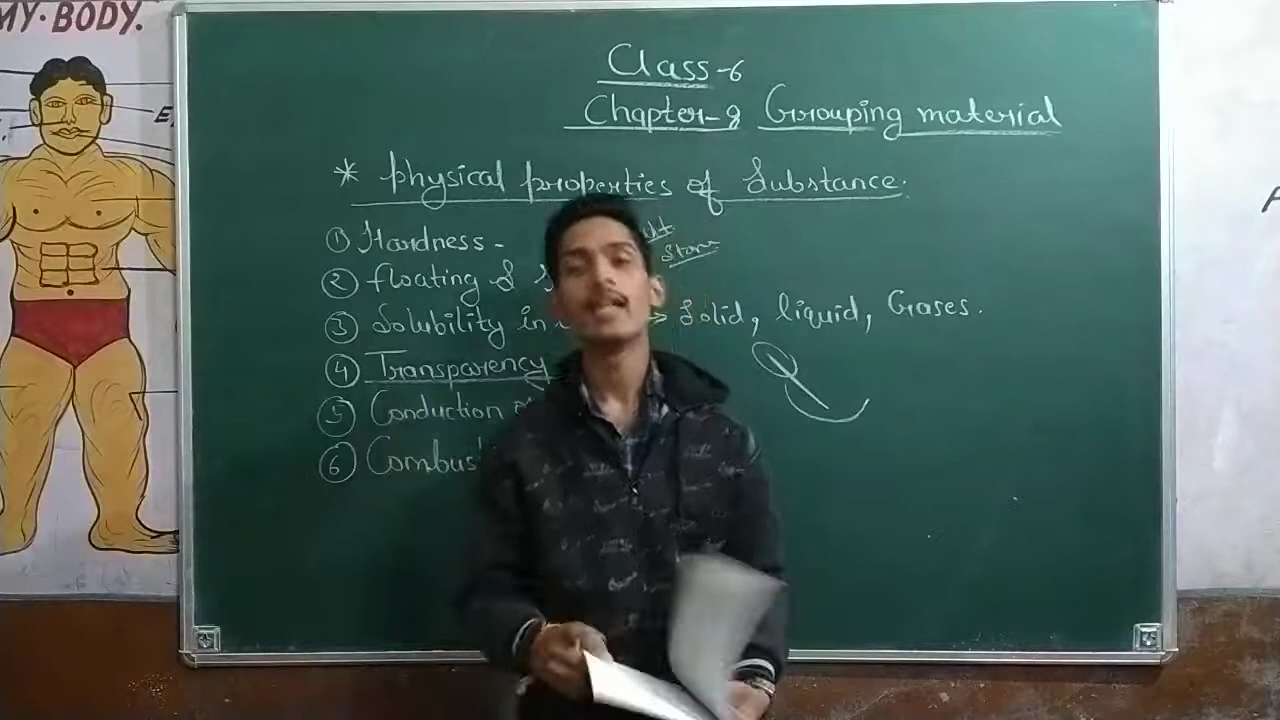 MY·BODY.
Class-6
Chapter-8 Grouping material
* physical properties of Substance.
① Hardness -
Stone
② floating &
③ Solubility in → Solid, liquid, Gases.
④ Transparency
⑤ Conduction
⑥ Combus